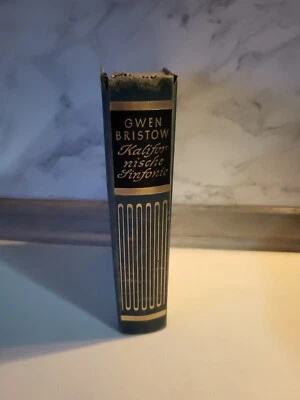 GWEN
BRISTOW
Kalifor-
nische
Sinfonie